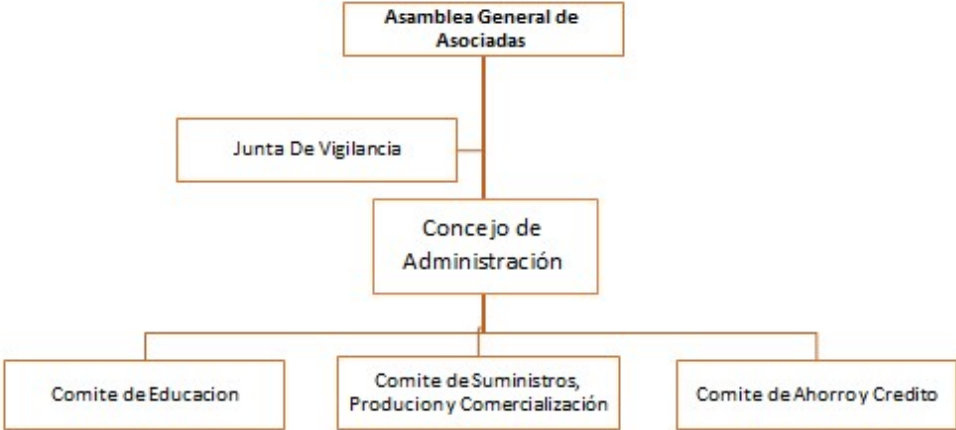 Asamblea General de
Asociadas
Junta De Vigilancia
Concejo de
Administración
Comite de Educacion
Comite de Suministros,
Producion y Comercialización
Comite de Ahorro y Credito